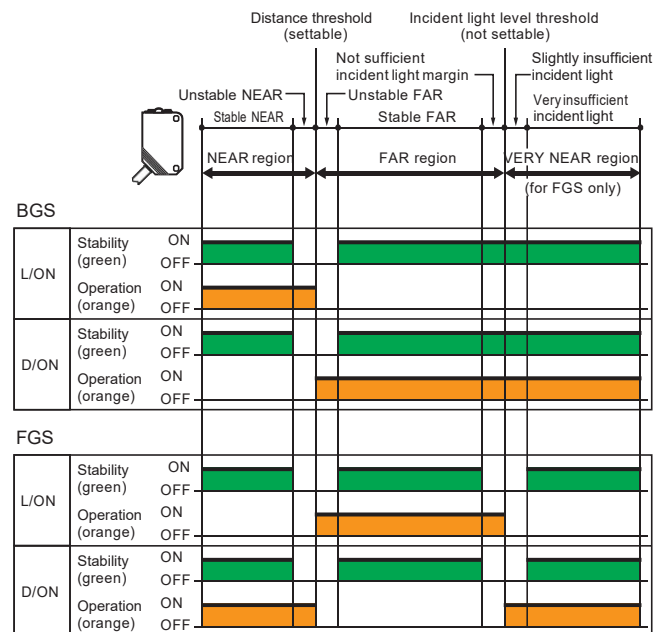 Distance threshold
(settable)
Incident light level threshold
(not settable)
Not sufficient
incident light margin
Slightly insufficient
incident light
Unstable NEAR
Unstable FAR
Very insufficient
incident light
Stable NEAR
Stable FAR
NEAR region
FAR region
VERY NEAR region
(for FGS only)
BGS
L/ON
Stability
(green)
ON
OFF
Operation
(orange)
ON
OFF
D/ON
Stability
(green)
ON
OFF
Operation
(orange)
ON
OFF
FGS
L/ON
Stability
(green)
ON
OFF
Operation
(orange)
ON
OFF
D/ON
Stability
(green)
ON
OFF
Operation
(orange)
ON
OFF